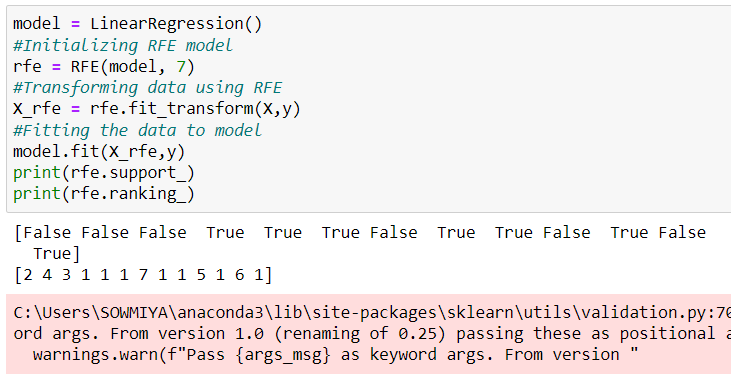 model = LinearRegression()
#Initializing RFE model
rfe = RFE(model, 7)
#Transforming data using RFE
X_rfe = rfe.fit_transform(X,y)
#Fitting the data to model
model.fit(X_rfe,y)
print(rfe.support_)
print(rfe.ranking_)
[False False False  True  True  True False  True  True False  True False
  True]
[2 4 3 1 1 1 7 1 1 5 1 6 1]
C:\Users\SOWMIYA\anaconda3\lib\site-packages\sklearn\utils\validation.py:70
ord args. From version 1.0 (renaming of 0.25) passing these as positional a
  warnings.warn(f"Pass {args_msg} as keyword args. From version "